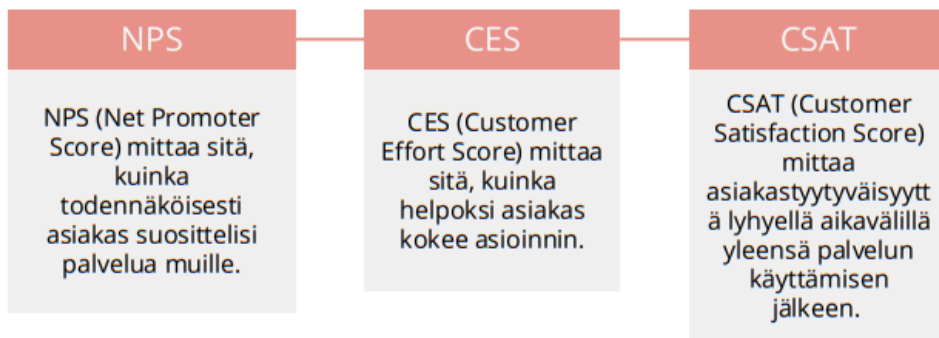 NPS
NPS (Net Promoter
Score) mittaa sitä,
kuinka
todennäköisesti
asiakas suosittelisi
palvelua muille.
CES
CES (Customer
Effort Score) mittaa
sitä, kuinka
helpoksi asiakas
kokee asioinnin.
CSAT
CSAT (Customer
Satisfaction Score)
mittaa
asiakastyytyväisyytt
ä lyhyellä aikavälillä
yleensä palvelun
käyttämisen
jälkeen.